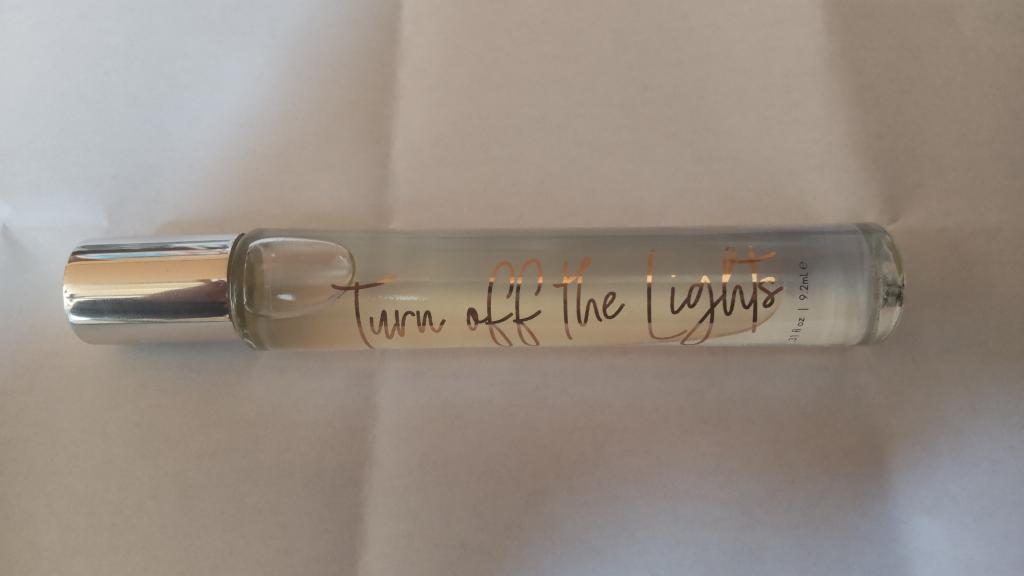 Turn off the Lights
.31 fl oz | 9.2mL ℮